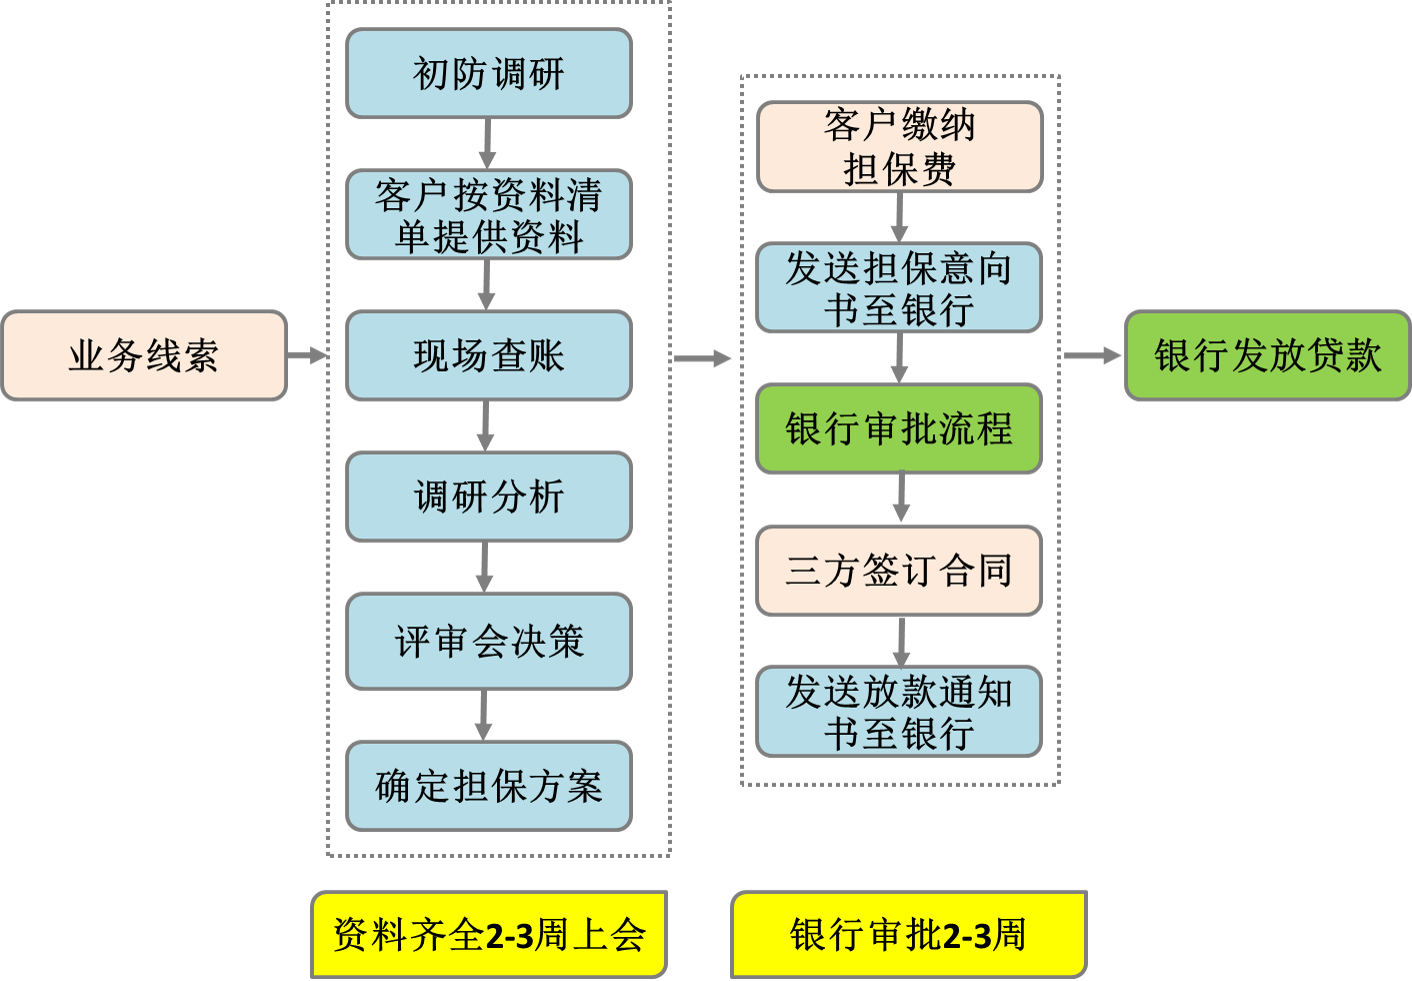 业务线索
初防调研
客户按资料清
单提供资料
现场查账
调研分析
评审会决策
确定担保方案
资料齐全2-3周上会
客户缴纳
担保费
发送担保意向
书至银行
银行审批流程
三方签订合同
发送放款通知
书至银行
银行审批2-3周
银行发放贷款